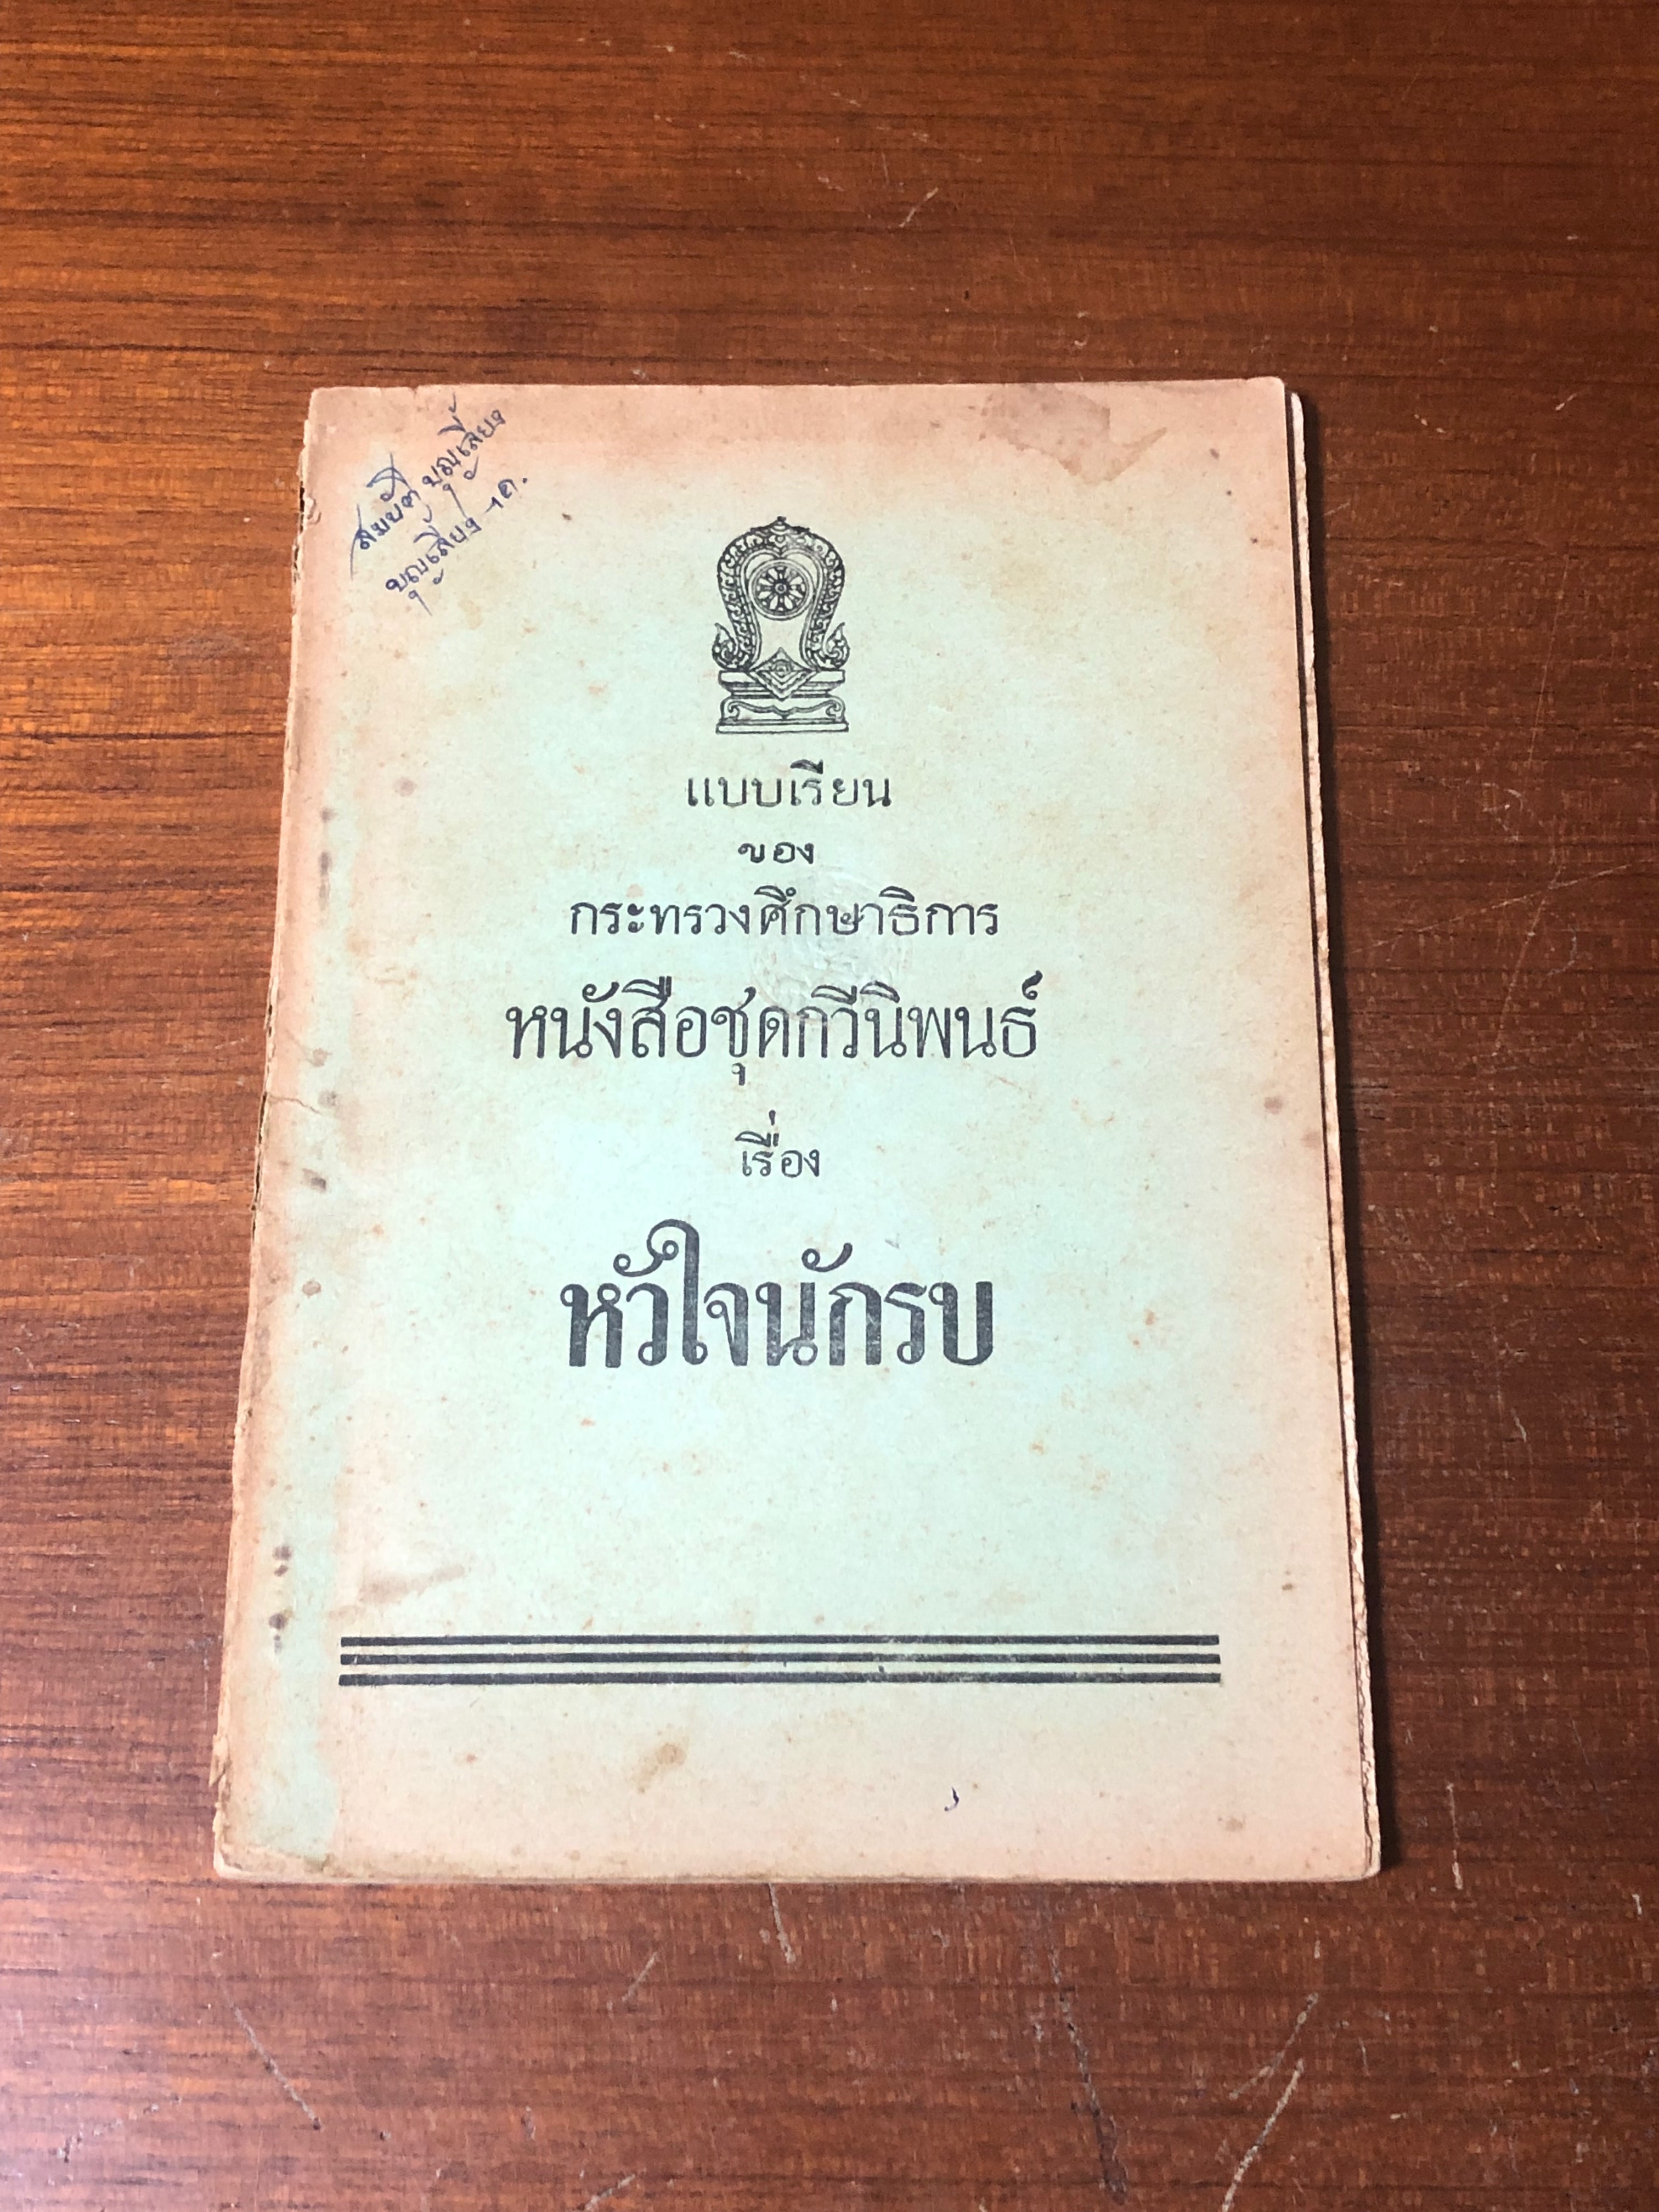 สมบัติ บุญเลี้ยง
บุญเลี้ยง
แบบเรียน
ของ
กระทรวงศึกษาธิการ
หนังสือชุดกวีนิพนธ์
เรื่อง
หัวใจนักรบ